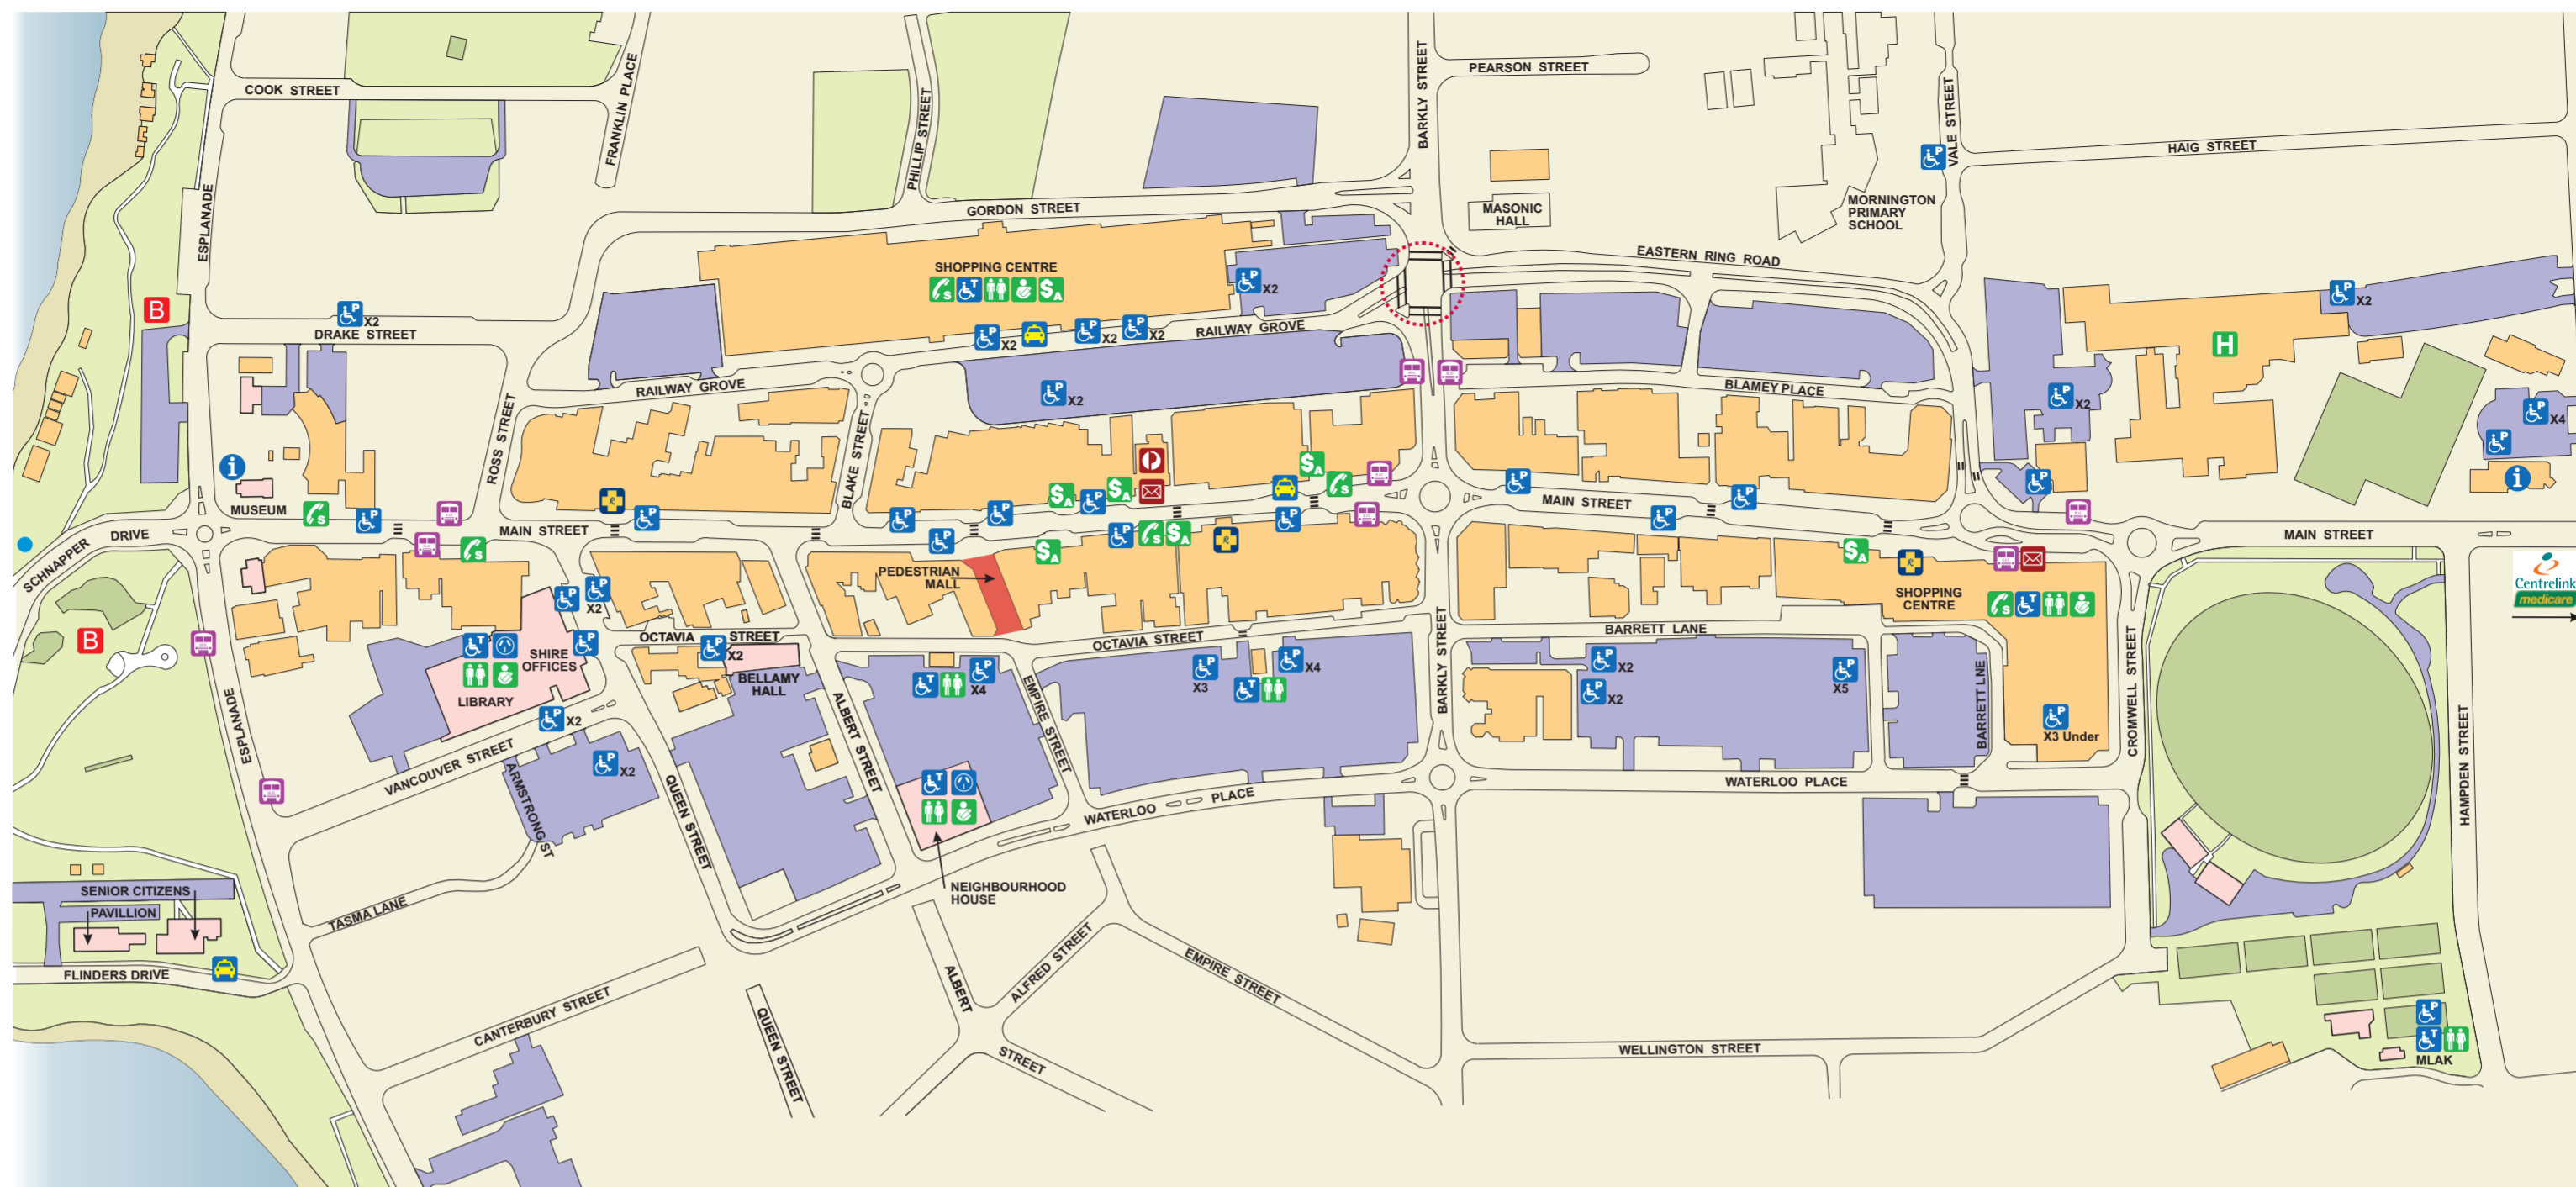 COOK STREET
FRANKLIN PLACE
PHILLIP STREET
BARKLY STREET
PEARSON STREET
VALE STREET
HAIG STREET
ESPLANADE
GORDON STREET
MASONIC
HALL
MORNINGTON
PRIMARY
SCHOOL
EASTERN RING ROAD
SHOPPING CENTRE
S
T
$A
P
X2
B
P
X2
DRAKE STREET
P
X2
P
X2
P
X2
RAILWAY GROVE
RAILWAY GROVE
P
X2
BLAMEY PLACE
H
P
X2
P
X2
P
X4
P
i
ROSS STREET
BLAKE STREET
i
MUSEUM
S
P
MAIN STREET
P
P
P
P
$A
P
$A
$A
S
P
MAIN STREET
P
P
P
MAIN STREET
SCHNAPPER DRIVE
S
P
$A
P
S
$A
$A
Centrelink
medicare
PEDESTRIAN
MALL
SHOPPING
CENTRE
S
T
P
P
X2
P
B
T
SHIRE
OFFICES
LIBRARY
OCTAVIA STREET
P
X2
BELLAMY
HALL
OCTAVIA STREET
BARRETT LANE
BARKLY STREET
CROMWELL STREET
T
P
X4
P
X3
P
X4
T
P
X2
P
X2
P
X5
BARRETT LNE
P
X3 Under
ESPLANADE
P
X2
VANCOUVER STREET
ARMSTRONG ST
P
X2
QUEEN STREET
ALBERT STREET
EMPIRE STREET
T
WATERLOO PLACE
WATERLOO PLACE
HAMPDEN STREET
NEIGHBOURHOOD
HOUSE
SENIOR CITIZENS
PAVILLION
FLINDERS DRIVE
TASMA LANE
CANTERBURY STREET
QUEEN STREET
ALBERT
STREET
ALFRED STREET
EMPIRE STREET
WELLINGTON STREET
P
T
MLAK